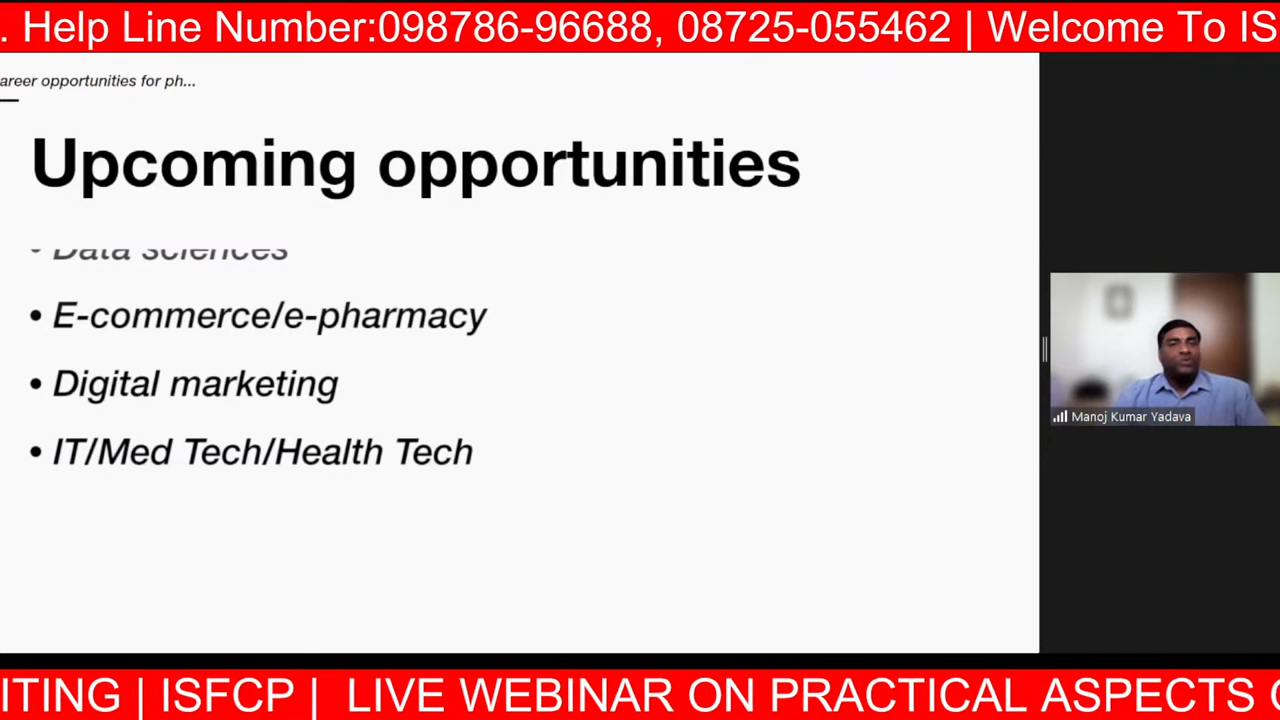 . Help Line Number:098786-96688, 08725-055462 | Welcome To IS
areer opportunities for ph...
Upcoming opportunities
• Data sciences
• E-commerce/e-pharmacy
• Digital marketing
• IT/Med Tech/Health Tech
Manoj Kumar Yadava
ITING | ISFCP | LIVE WEBINAR ON PRACTICAL ASPECTS